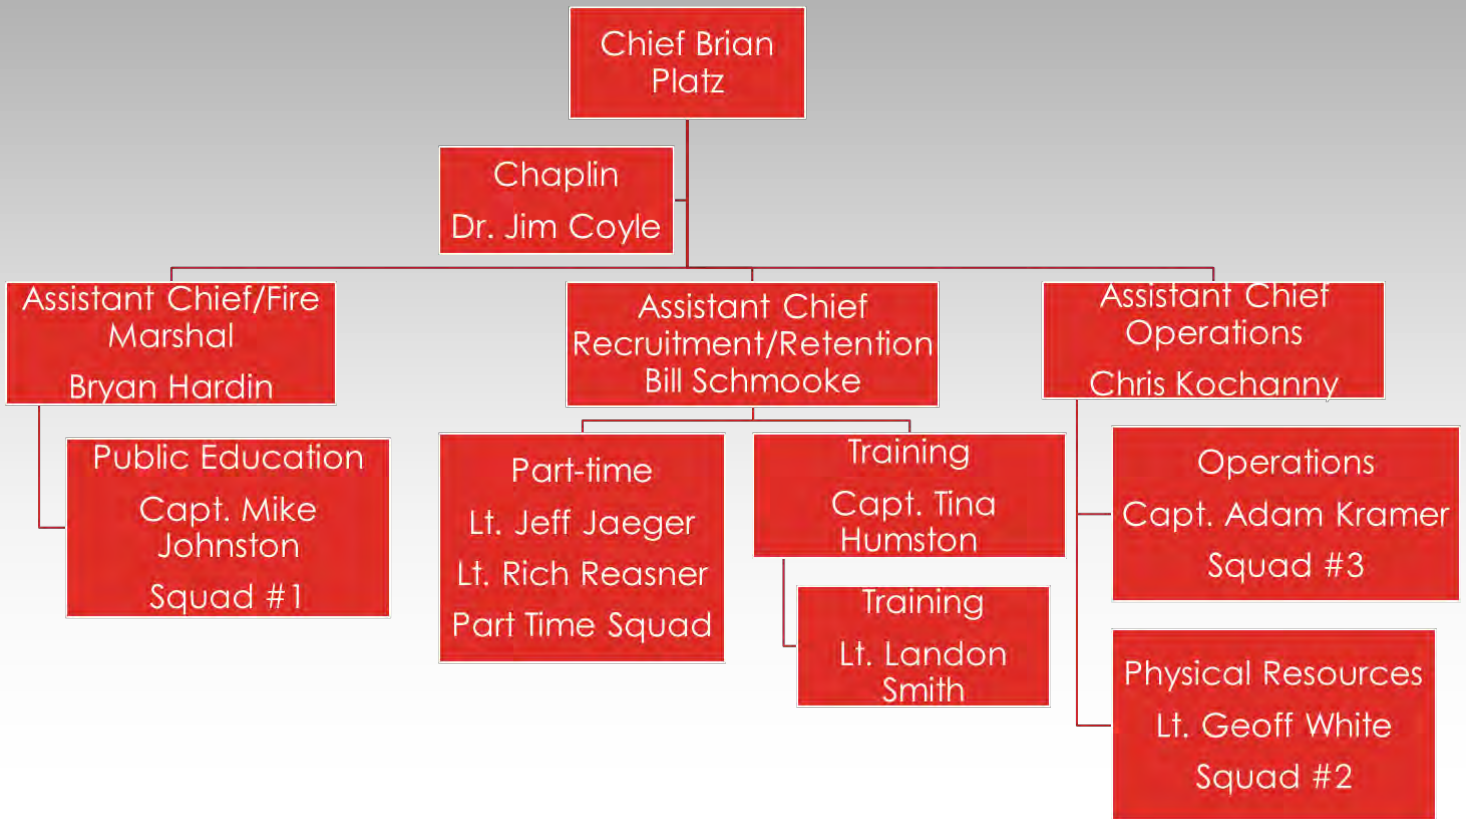 Chief Brian
Platz
Chaplin
Dr. Jim Coyle
Assistant Chief/Fire
Marshal
Bryan Hardin
Assistant Chief
Recruitment/Retention
Bill Schmooke
Assistant Chief
Operations
Chris Kochanny
Public Education
Capt. Mike
Johnston
Squad #1
Part-time
Lt. Jeff Jaeger
Lt. Rich Reasner
Part Time Squad
Training
Capt. Tina
Humston
Training
Lt. Landon
Smith
Operations
Capt. Adam Kramer
Squad #3
Physical Resources
Lt. Geoff White
Squad #2